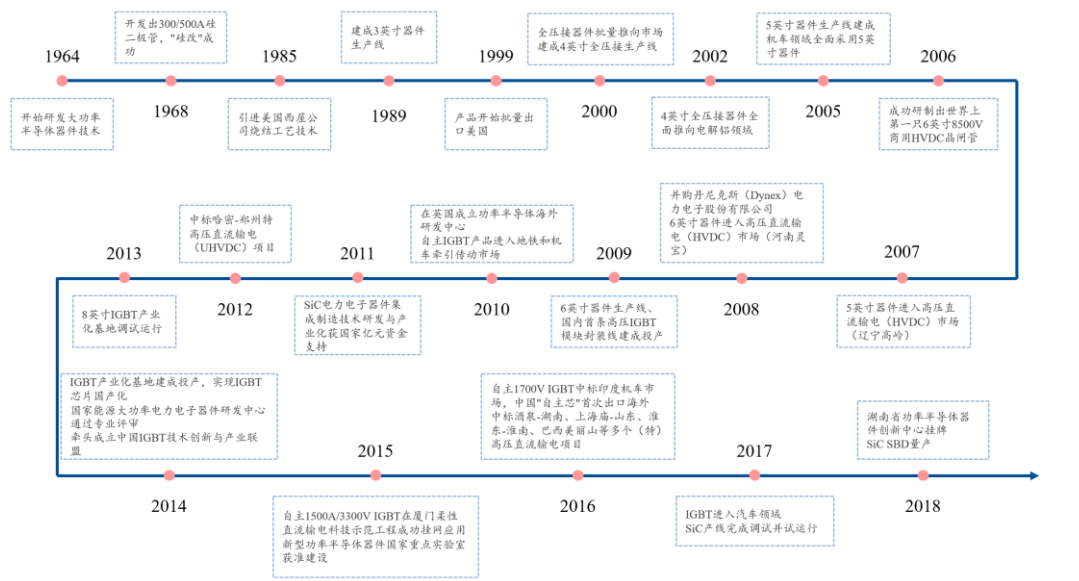 1964
开始研发大功率
半导体器件技术
开发出300/500A硅
二极管，"硅改"成
功
1968
1985
引进美国西屋公
司烧结工艺技术
建成3英寸器件
生产线
1989
1999
产品开始批量出
口美国
全压接器件批量推向市场
建成4英寸全压接生产线
2000
2002
4英寸全压接器件全
面推向电解铝领域
5英寸器件生产线建成
机车领域全面采用5英
寸器件
2005
2006
成功研制出世界上
第一只6英寸8500V
商用HVDC晶闸管
2007
5英寸器件进入高压直
流输电（HVDC）市场
（辽宁高岭）
并购丹尼克斯（Dynex）电
力电子股份有限公司
6英寸器件进入高压直流输
电（HVDC）市场（河南灵
宝）
2008
2009
6英寸器件生产线、
国内首条高压IGBT
模块封装线建成投产
在英国成立功率半导体海外
研发中心
自主IGBT产品进入地铁和机
车牵引传动市场
2010
2011
SiC电力电子器件集
成制造技术研发与产
业化获国家亿元资金
支持
中标哈密-郑州特
高压直流输电
（UHVDC）项目
2012
2013
8英寸IGBT产业
化基地调试运行
IGBT产业化基地建成投产，实现IGBT
芯片国产化
国家能源大功率电力电子器件研发中心
通过专业评审
牵头成立中国IGBT技术创新与产业联
盟
2014
2015
自主1500A/3300V IGBT在厦门柔性
直流输电科技示范工程成功挂网应用
新型功率半导体器件国家重点实验室
获准建设
自主1700V IGBT中标印度机车市
场，中国"自主芯"首次出口海外
中标酒泉-湖南、上海庙-山东、淮
东-淮南、巴西美丽山等多个（特）
高压直流输电项目
2016
2017
IGBT进入汽车领域
SiC产线完成调试并试运行
湖南省功率半导体器
件创新中心挂牌
SiC SBD量产
2018